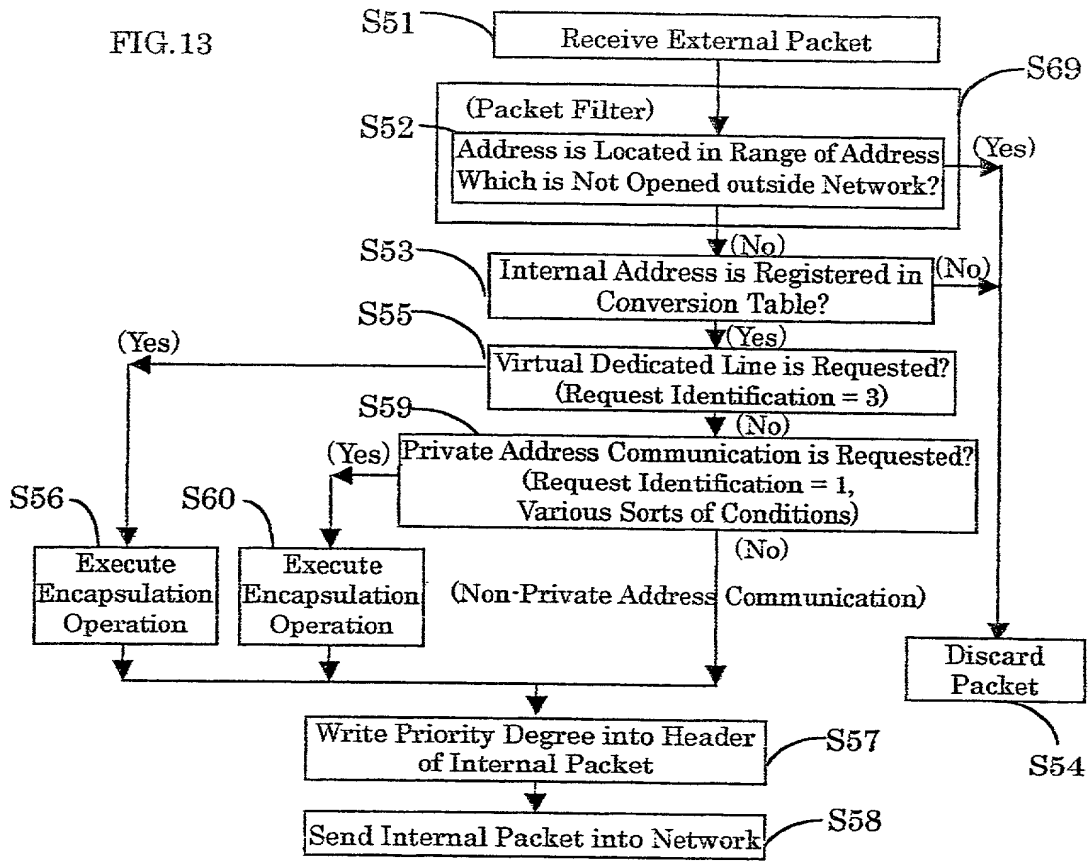 FIG.13
S51
Receive External Packet
S69
(Packet Filter)
S52
Address is Located in Range of Address
Which is Not Opened outside Network?
(Yes)
(No)
S53
Internal Address is Registered in
Conversion Table?
(No)
(Yes)
S55
Virtual Dedicated Line is Requested?
(Request Identification = 3)
(Yes)
(No)
S59
Private Address Communication is Requested?
(Request Identification = 1,
Various Sorts of Conditions)
(Yes)
(No)
S56
Execute
Encapsulation
Operation
S60
Execute
Encapsulation
Operation
(Non-Private Address Communication)
Discard
Packet
S54
Write Priority Degree into Header
of Internal Packet
S57
Send Internal Packet into Network
S58